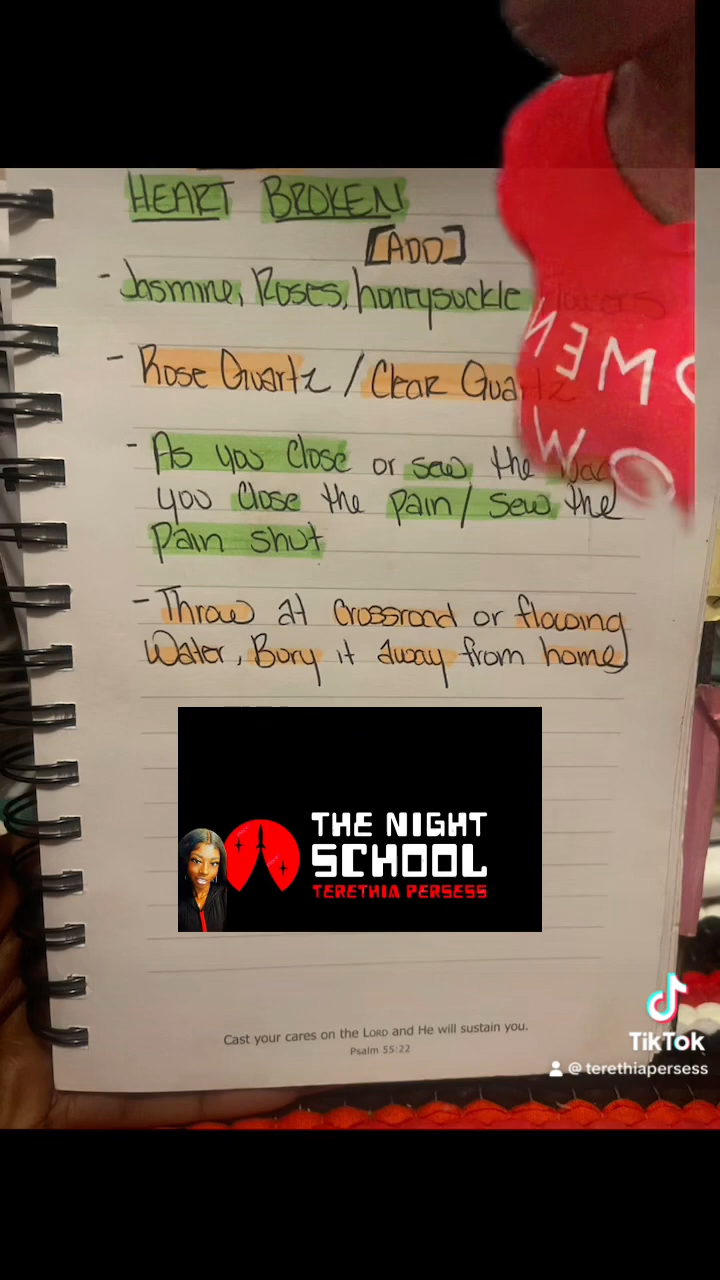 HEART BROKEN
[ADD]
- Jasmine, Roses, honeysuckle flowers
- Rose Quartz / Clear Quartz
- As you Close or sew the
you Close the pain / sew the
pain shut
- Throw at Crossroad or flowing
Water, Bury it away from home
THE NIGHT
SCHOOL
TERETHIA PERSESS
Cast your cares on the LORD and He will sustain you.
Psalm 55:22
TikTok
@terethiapersess